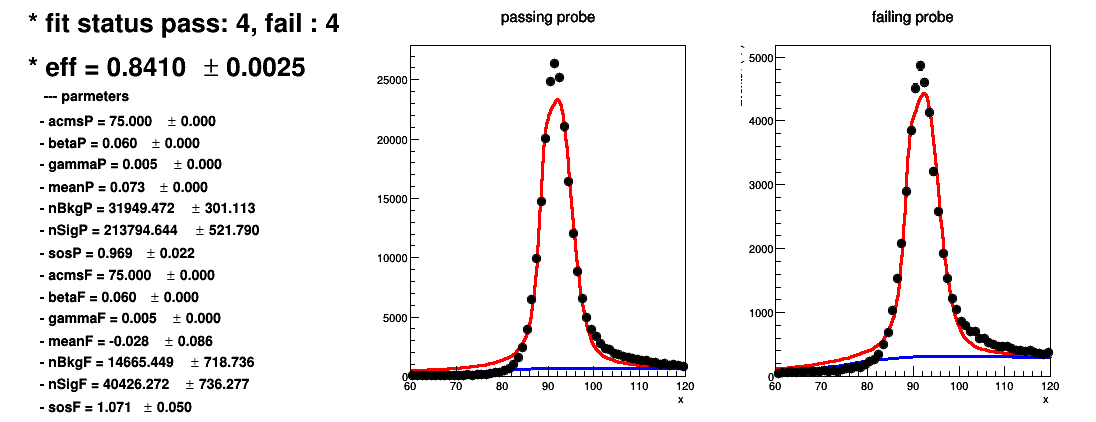 * fit status pass: 4, fail : 4
* eff = 0.8410 ± 0.0025
--- parmeters
- acmsP = 75.000 ± 0.000
- betaP = 0.060 ± 0.000
- gammaP = 0.005 ± 0.000
- meanP = 0.073 ± 0.000
- nBkgP = 31949.472 ± 301.113
- nSigP = 213794.644 ± 521.790
- sosP = 0.969 ± 0.022
- acmsF = 75.000 ± 0.000
- betaF = 0.060 ± 0.000
- gammaF = 0.005 ± 0.000
- meanF = -0.028 ± 0.086
- nBkgF = 14665.449 ± 718.736
- nSigF = 40426.272 ± 736.277
- sosF = 1.071 ± 0.050
passing probe
25000
20000
15000
10000
5000
0
60 70 80 90 100 110 120
x
failing probe
5000
4000
3000
2000
1000
0
60 70 80 90 100 110 120
x